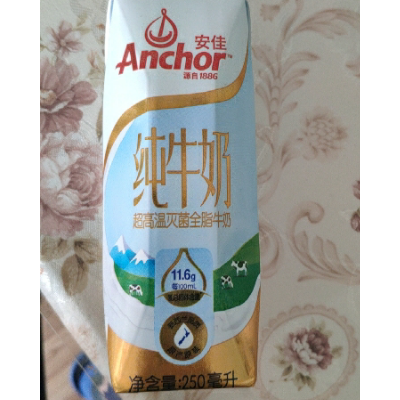 安佳
Anchor™
源自1886
纯牛奶
超高温灭菌全脂牛奶
11.6g
每100mL
净含量:250毫升